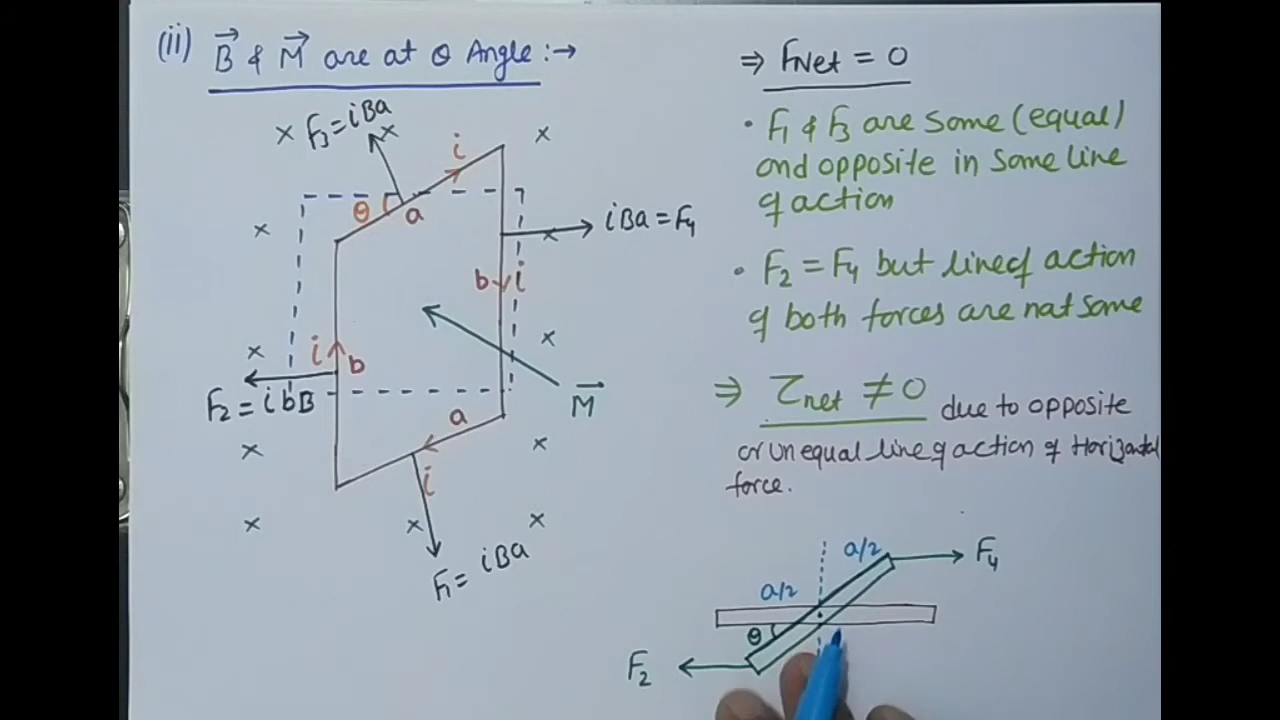 (ii) B & M are at θ Angle :→
F3 = iBa
i
θ
a
iBa = F4
b
i
i
b
F2 = ibB
M
a
i
F1 = iBa
⇒ FNet = 0
• F1 & F3 are Same (equal)
and opposite in Same line
of action
• F2 = F4 but line of action
of both forces are not Same
⇒ τnet ≠ 0 due to opposite
or un equal line of action of Horizontal
force.
a/2
F4
a/2
θ
F2